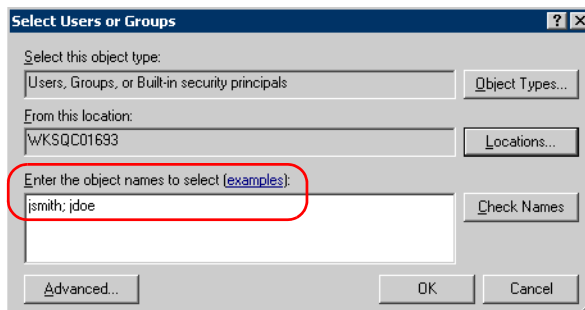 Select Users or Groups
Select this object type:
Users, Groups, or Built-in security principals
Object Types...
From this location:
WKSQC01693
Locations...
Enter the object names to select (examples):
jsmith; jdoe
Check Names
Advanced...
OK
Cancel